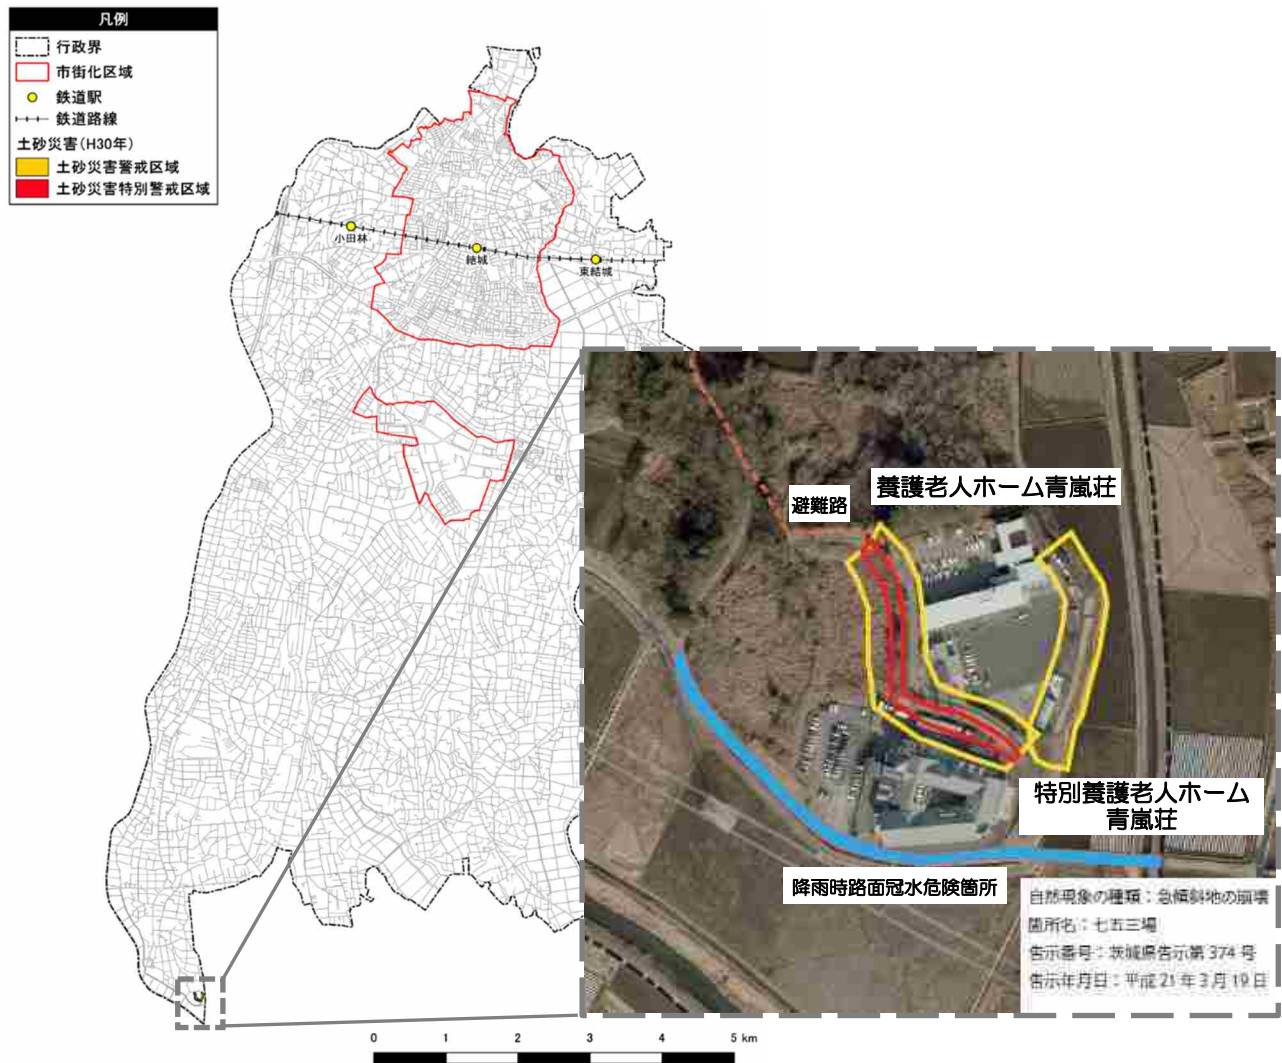 凡例
行政界
市街化区域
鉄道駅
鉄道路線
土砂災害(H30年)
土砂災害警戒区域
土砂災害特別警戒区域
小田林
結城
東結城
養護老人ホーム青嵐荘
避難路
特別養護老人ホーム
青嵐荘
降雨時路面冠水危険箇所
自然現象の種類：急傾斜地の崩壊
箇所名：七五三場
告示番号：茨城県告示第 374 号
告示年月日：平成 21 年 3 月 19 日
0 1 2 3 4 5 km